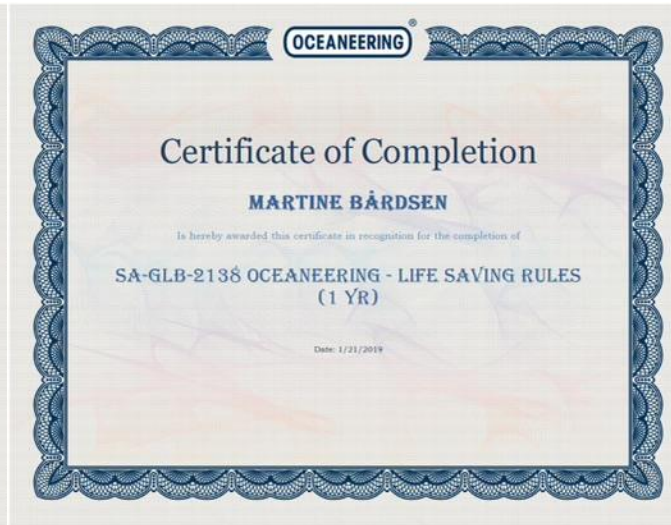 OCEANEERING®
Certificate of Completion
MARTINE BÅRDSEN
Is hereby awarded this certificate in recognition for the completion of
SA-GLB-2138 OCEANEERING - LIFE SAVING RULES
(1 YR)
Date: 1/21/2019